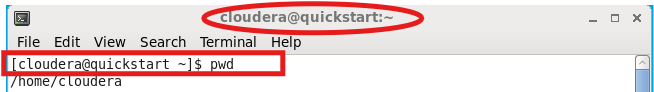 cloudera@quickstart:~
File Edit View Search Terminal Help
[cloudera@quickstart ~]$ pwd
/home/cloudera